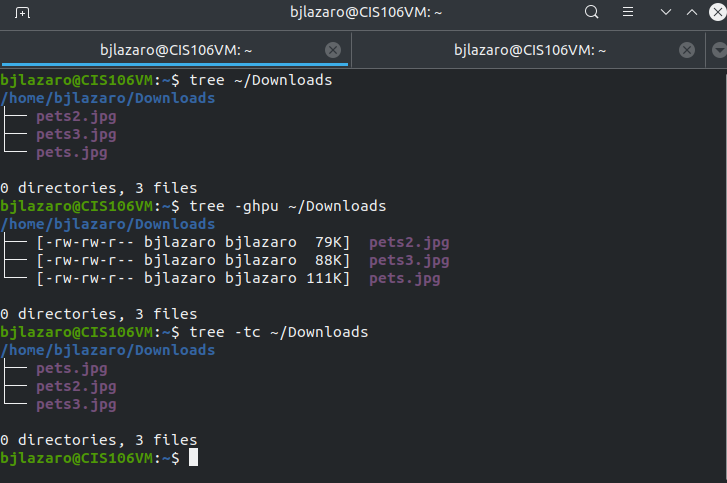 bjlazaro@CIS106VM: ~
bjlazaro@CIS106VM: ~
bjlazaro@CIS106VM: ~
bjlazaro@CIS106VM:~$ tree ~/Downloads
/home/bjlazaro/Downloads
├── pets2.jpg
├── pets3.jpg
└── pets.jpg
0 directories, 3 files
bjlazaro@CIS106VM:~$ tree -ghpu ~/Downloads
/home/bjlazaro/Downloads
├── [-rw-rw-r-- bjlazaro bjlazaro  79K]  pets2.jpg
├── [-rw-rw-r-- bjlazaro bjlazaro  88K]  pets3.jpg
└── [-rw-rw-r-- bjlazaro bjlazaro 111K]  pets.jpg
0 directories, 3 files
bjlazaro@CIS106VM:~$ tree -tc ~/Downloads
/home/bjlazaro/Downloads
├── pets.jpg
├── pets2.jpg
└── pets3.jpg
0 directories, 3 files
bjlazaro@CIS106VM:~$